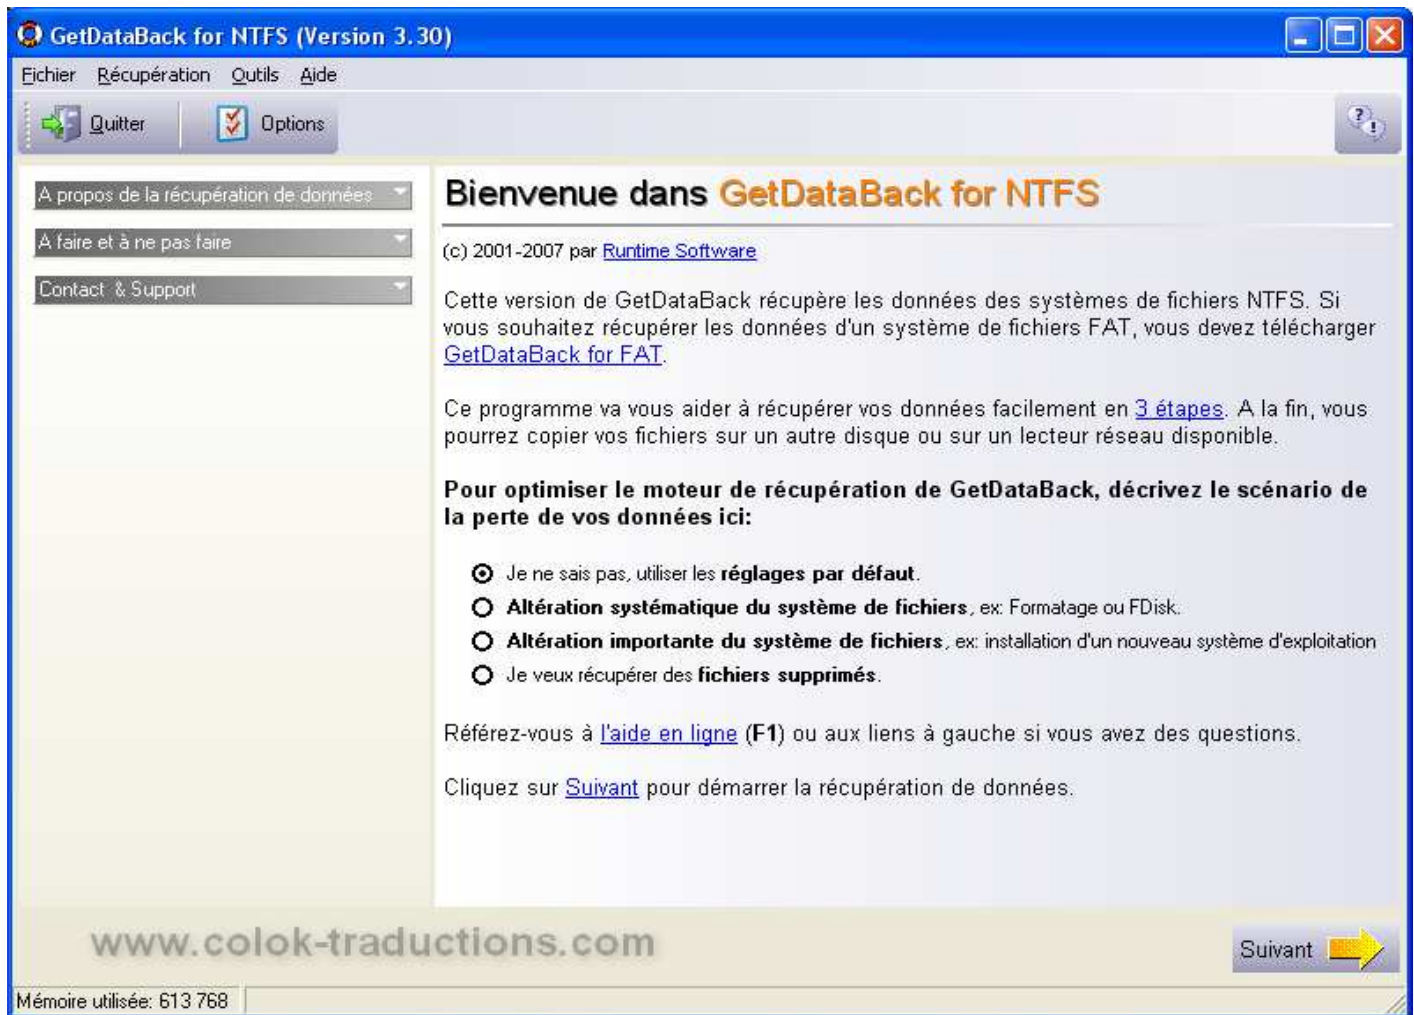 GetDataBack for NTFS (Version 3.30)
Fichier Récupération Outils Aide
Quitter Options
A propos de la récupération de données
A faire et à ne pas faire
Contact & Support
Bienvenue dans GetDataBack for NTFS
(c) 2001-2007 par Runtime Software
Cette version de GetDataBack récupère les données des systèmes de fichiers NTFS. Si
vous souhaitez récupérer les données d'un système de fichiers FAT, vous devez télécharger
GetDataBack for FAT.
Ce programme va vous aider à récupérer vos données facilement en 3 étapes. A la fin, vous
pourrez copier vos fichiers sur un autre disque ou sur un lecteur réseau disponible.
Pour optimiser le moteur de récupération de GetDataBack, décrivez le scénario de
la perte de vos données ici:
Je ne sais pas, utiliser les réglages par défaut.
Altération systématique du système de fichiers, ex: Formatage ou FDisk.
Altération importante du système de fichiers, ex: installation d'un nouveau système d'exploitation
Je veux récupérer des fichiers supprimés.
Référez-vous à l'aide en ligne (F1) ou aux liens à gauche si vous avez des questions.
Cliquez sur Suivant pour démarrer la récupération de données.
www.colok-traductions.com
Suivant
Mémoire utilisée: 613 768